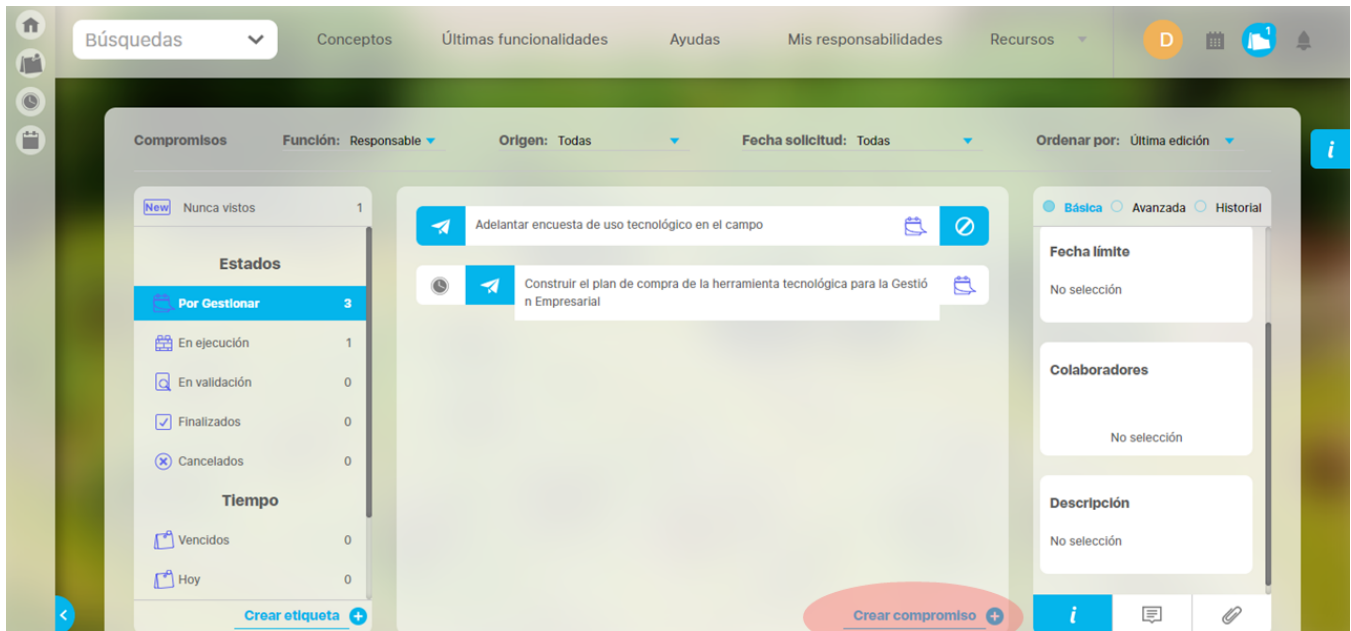 Búsquedas
Conceptos
Últimas funcionalidades
Ayudas
Mis responsabilidades
Recursos
D
1
Compromisos
Función: Responsable
Origen: Todas
Fecha solicitud: Todas
Ordenar por: Última edición
i
New Nunca vistos 1
Estados
Por Gestionar 3
En ejecución 1
En validación 0
Finalizados 0
Cancelados 0
Tiempo
Vencidos 0
Hoy 0
Crear etiqueta
Adelantar encuesta de uso tecnológico en el campo
Construir el plan de compra de la herramienta tecnológica para la Gestió
n Empresarial
Crear compromiso
Básica Avanzada Historial
Fecha límite
No selección
Colaboradores
No selección
Descripción
No selección
i